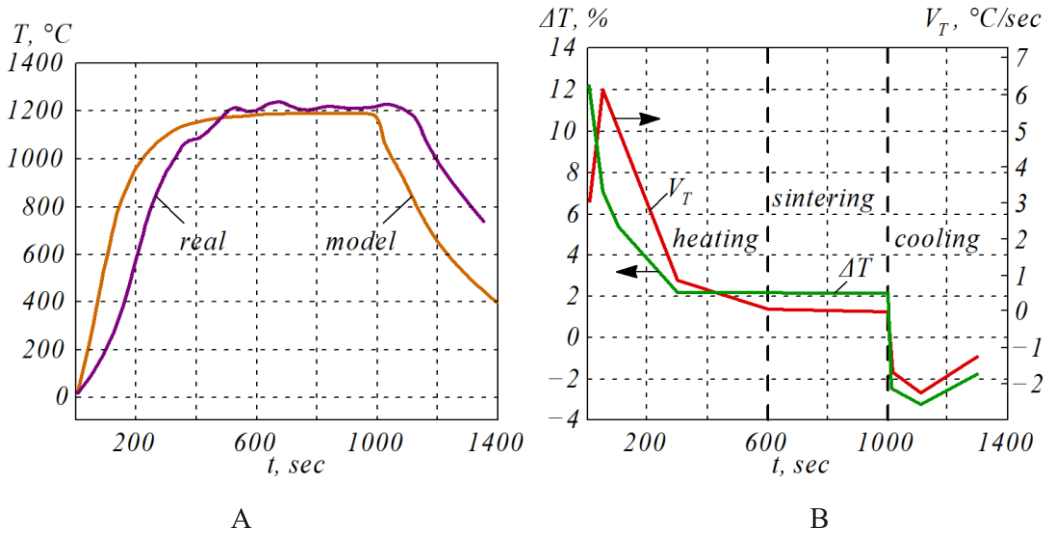 T, °C
1400
1200
1000
800
600
400
200
0
real
model
200
600
1000
1400
t, sec
A
ΔT, %
V_T, °C/sec
14
12
10
8
6
4
2
0
−2
−4
7
6
5
4
3
2
1
0
−1
−2
V_T
sintering
heating
cooling
ΔT
200
600
1000
1400
t, sec
B